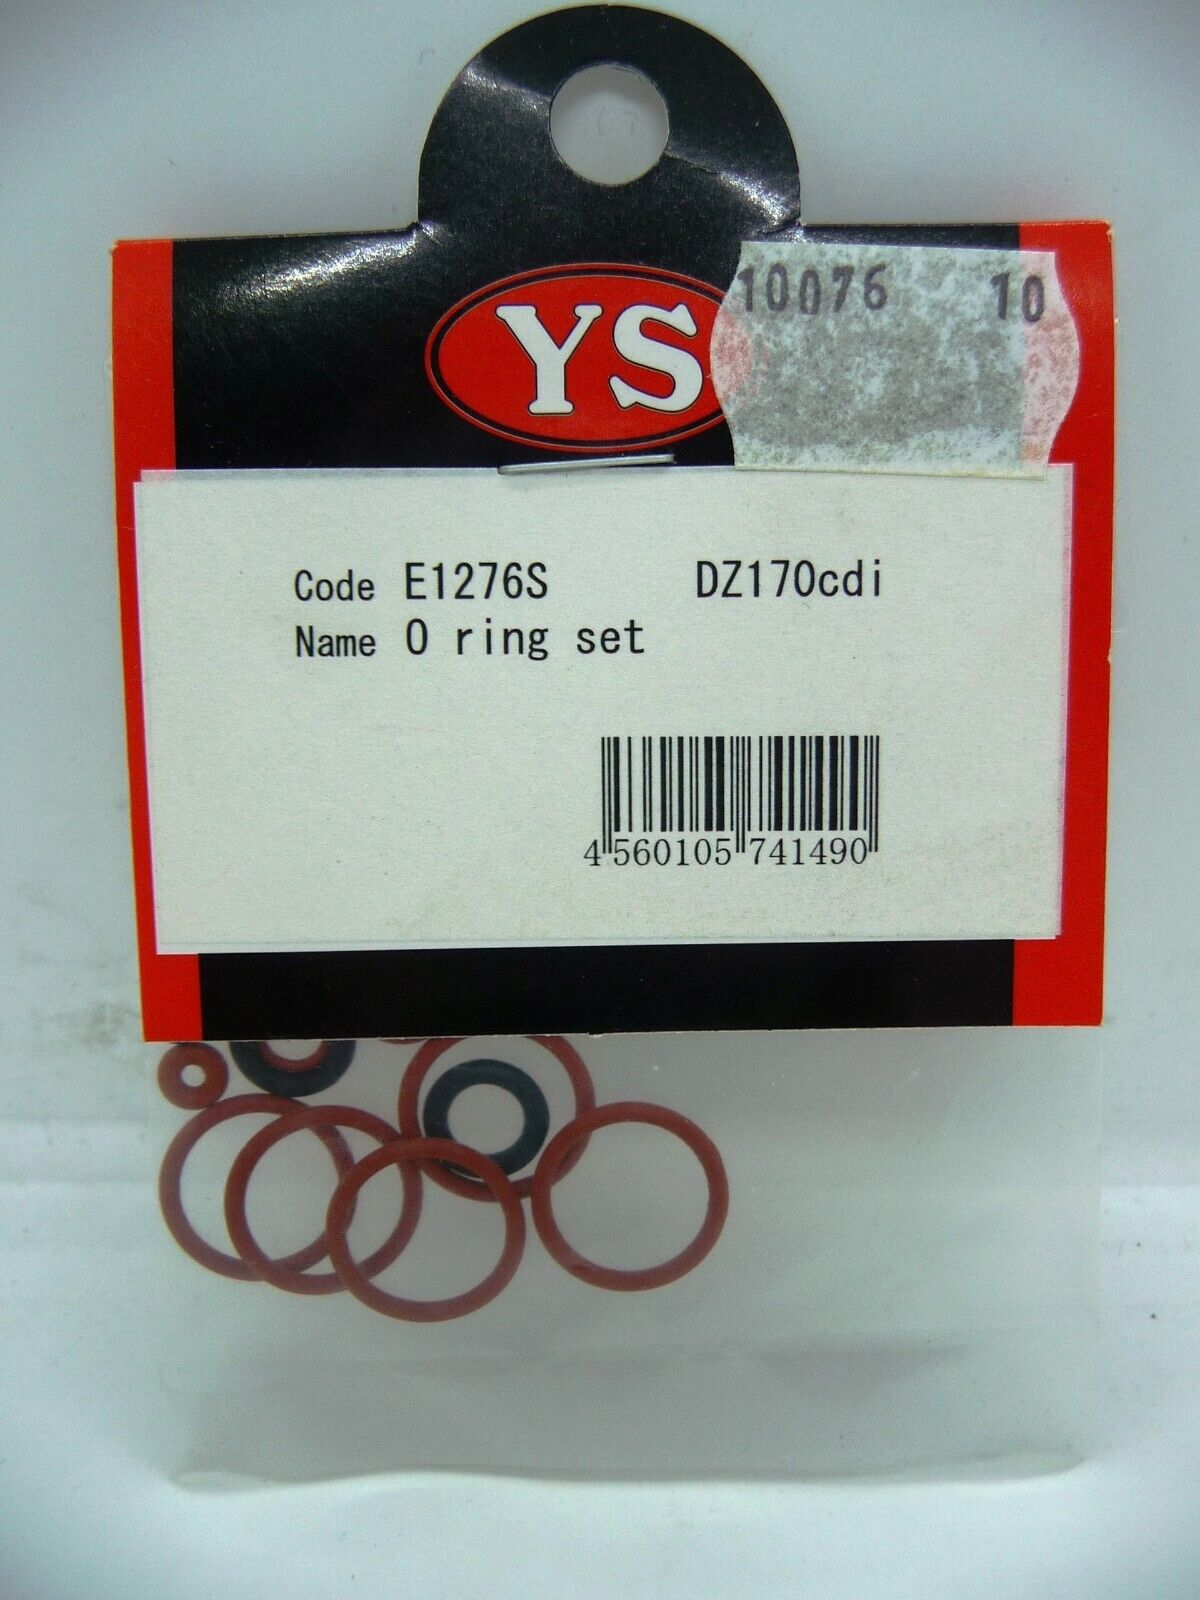 YS
10076 10
Code E1276S DZ170cdi
Name O ring set
4 560105 741490